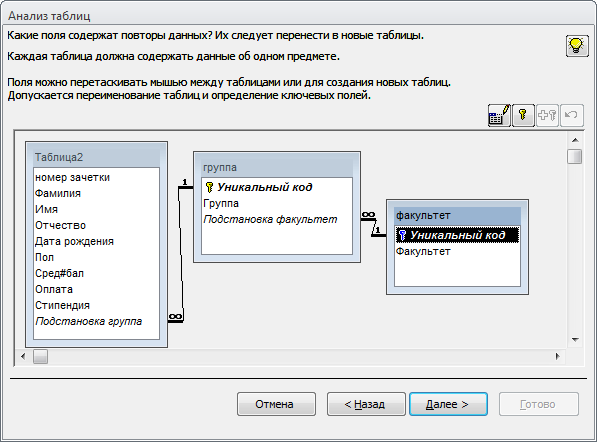 Анализ таблиц
Какие поля содержат повторы данных? Их следует перенести в новые таблицы.
Каждая таблица должна содержать данные об одном предмете.
Поля можно перетаскивать мышью между таблицами или для создания новых таблиц.
Допускается переименование таблиц и определение ключевых полей.
Таблица2
номер зачетки
Фамилия
Имя
Отчество
Дата рождения
Пол
Сред#бал
Оплата
Стипендия
Подстановка группа
1
∞
группа
Уникальный код
Группа
Подстановка факультет
∞
1
факультет
Уникальный код
Факультет
Отмена
< Назад
Далее >
Готово